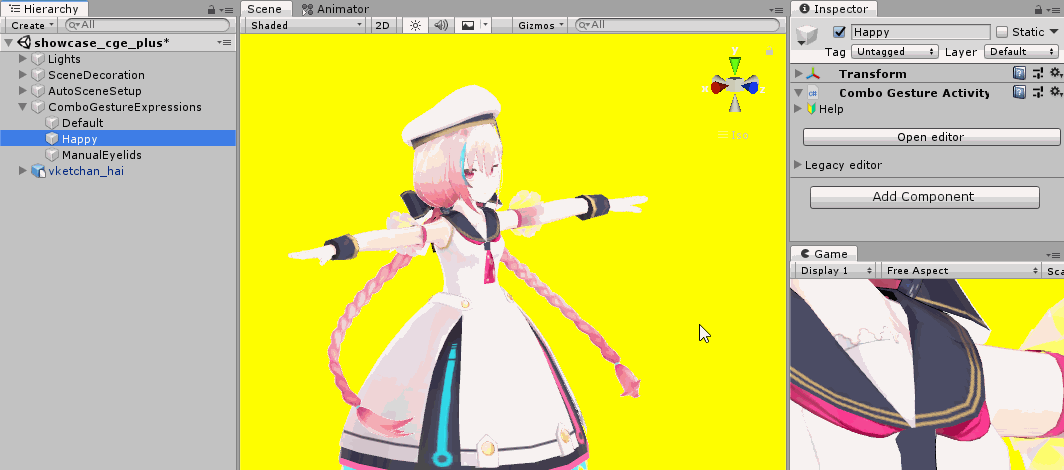 Hierarchy
Create
All
showcase_cge_plus*
Lights
SceneDecoration
AutoSceneSetup
ComboGestureExpressions
Default
Happy
ManualEyelids
vketchan_hai
Scene
Animator
Shaded
2D
Gizmos
All
y
x
z
Iso
Inspector
Happy
Static
Tag
Untagged
Layer
Default
Transform
Combo Gesture Activity
Help
Open editor
Legacy editor
Add Component
Game
Display 1
Free Aspect
Sca